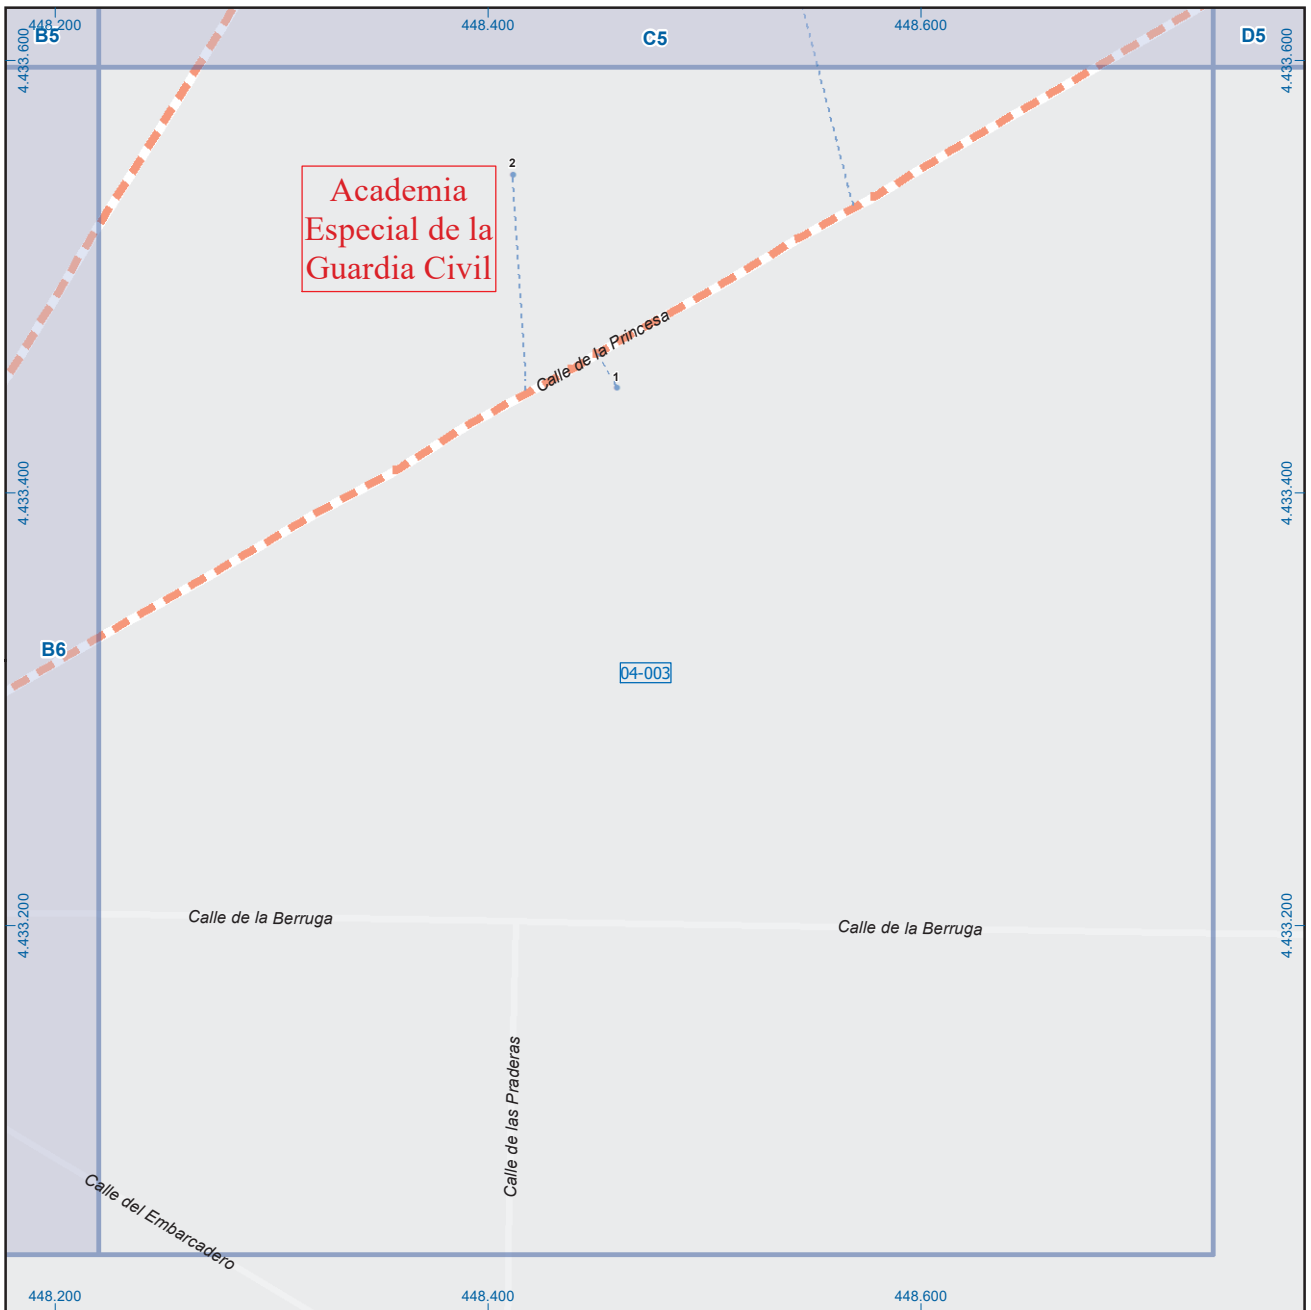 448.200
448.400
448.600
B5
C5
D5
4.433.600
4.433.600
2
Academia
Especial de la
Guardia Civil
Calle de la Princesa
1
4.433.400
4.433.400
B6
04-003
4.433.200
4.433.200
Calle de la Berruga
Calle de la Berruga
Calle de las Praderas
Calle del Embarcadero
448.200
448.400
448.600